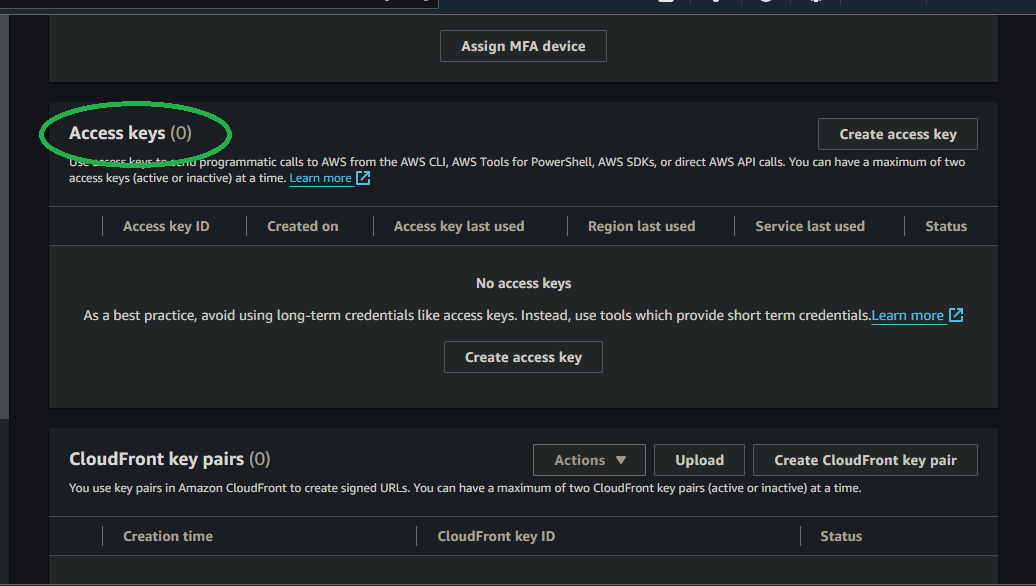 Assign MFA device
Access keys (0)
Create access key
Use access keys to send programmatic calls to AWS from the AWS CLI, AWS Tools for PowerShell, AWS SDKs, or direct AWS API calls. You can have a maximum of two
access keys (active or inactive) at a time. Learn more
Access key ID
Created on
Access key last used
Region last used
Service last used
Status
No access keys
As a best practice, avoid using long-term credentials like access keys. Instead, use tools which provide short term credentials.Learn more
Create access key
CloudFront key pairs (0)
Actions
Upload
Create CloudFront key pair
You use key pairs in Amazon CloudFront to create signed URLs. You can have a maximum of two CloudFront key pairs (active or inactive) at a time.
Creation time
CloudFront key ID
Status